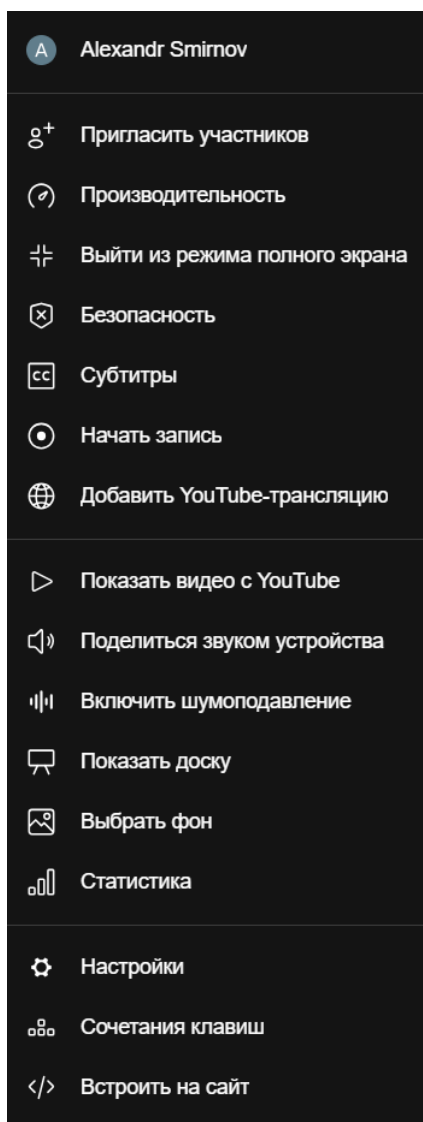 A
Alexandr Smirnov
Пригласить участников
Производительность
Выйти из режима полного экрана
Безопасность
CC
Субтитры
Начать запись
Добавить YouTube-трансляцию
Показать видео с YouTube
Поделиться звуком устройства
Включить шумоподавление
Показать доску
Выбрать фон
Статистика
Настройки
Сочетания клавиш
Встроить на сайт